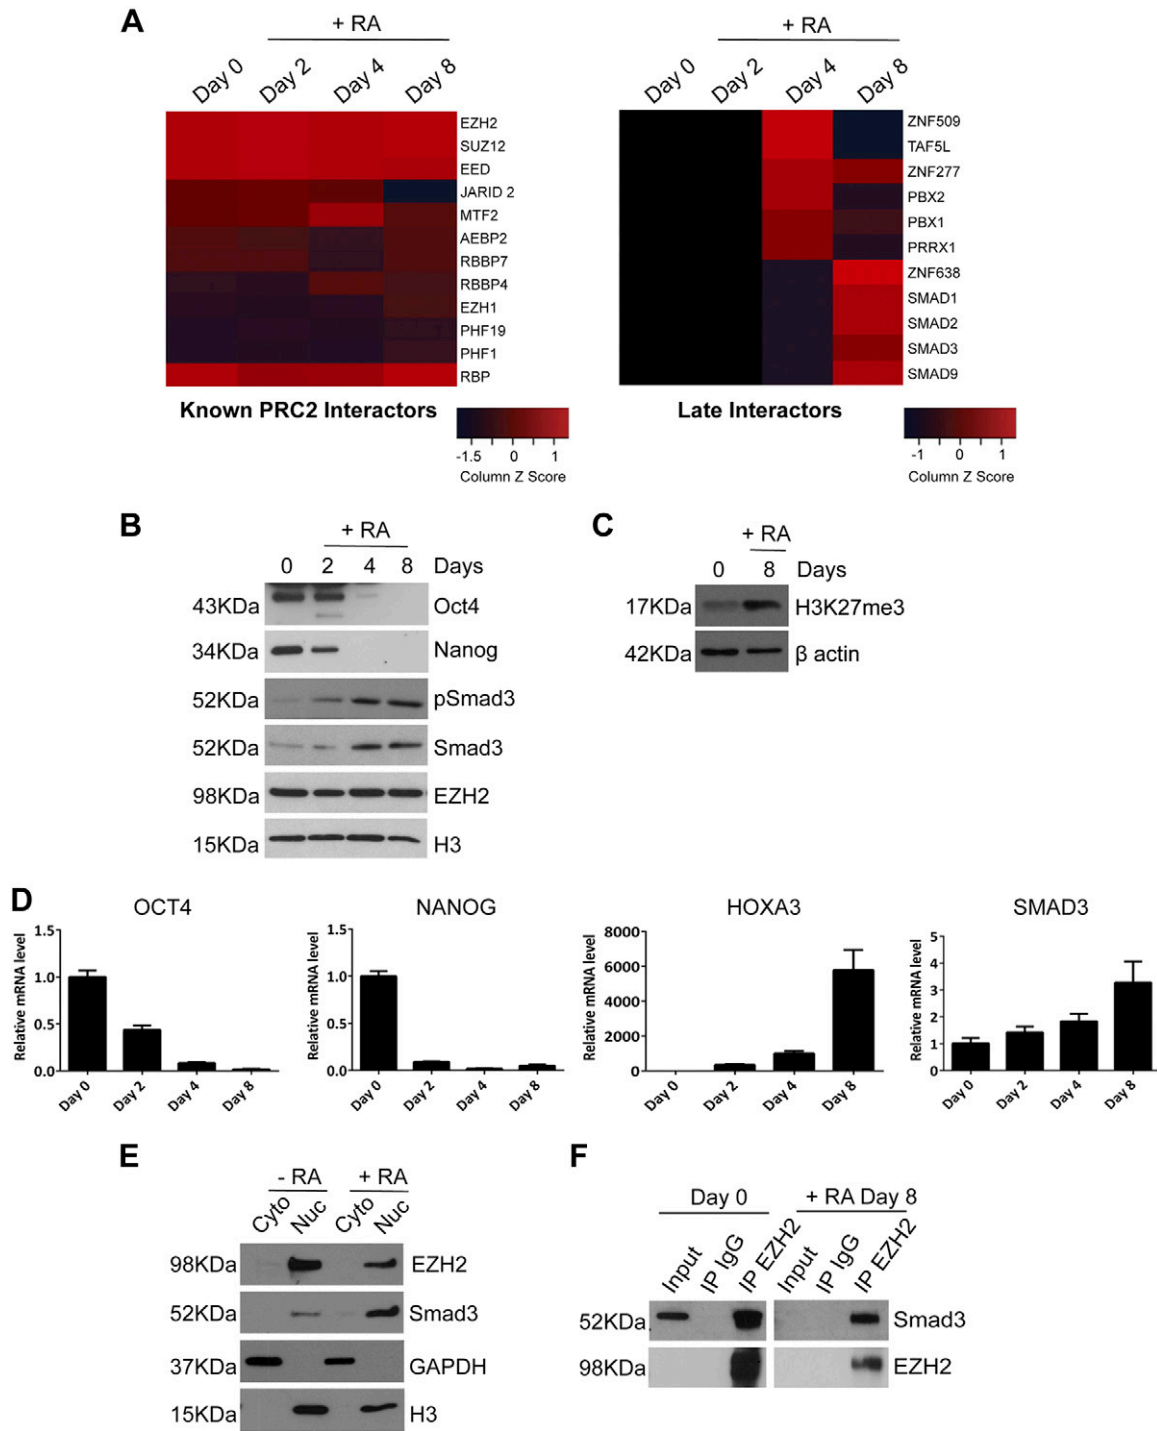 A
+ RA
Day 0 Day 2 Day 4 Day 8
EZH2
SUZ12
EED
JARID 2
MTF2
AEBP2
RBBP7
RBBP4
EZH1
PHF19
PHF1
RBP
Known PRC2 Interactors
-1.5 0 1
Column Z Score
+ RA
Day 0 Day 2 Day 4 Day 8
ZNF509
TAF5L
ZNF277
PBX2
PBX1
PRRX1
ZNF638
SMAD1
SMAD2
SMAD3
SMAD9
Late Interactors
-1 0 1
Column Z Score
B
+ RA
0 2 4 8 Days
43KDa Oct4
34KDa Nanog
52KDa pSmad3
52KDa Smad3
98KDa EZH2
15KDa H3
C
+ RA
0 8 Days
17KDa H3K27me3
42KDa β actin
D
OCT4
Relative mRNA level
1.5
1.0
0.5
0.0
Day 0 Day 2 Day 4 Day 8
NANOG
Relative mRNA level
1.5
1.0
0.5
0.0
Day 0 Day 2 Day 4 Day 8
HOXA3
Relative mRNA level
8000
6000
4000
2000
0
Day 0 Day 2 Day 4 Day 8
SMAD3
Relative mRNA level
5
4
3
2
1
0
Day 0 Day 2 Day 4 Day 8
E
- RA + RA
Cyto Nuc Cyto Nuc
98KDa EZH2
52KDa Smad3
37KDa GAPDH
15KDa H3
F
Day 0 + RA Day 8
Input IP IgG IP EZH2 Input IP IgG IP EZH2
52KDa Smad3
98KDa EZH2